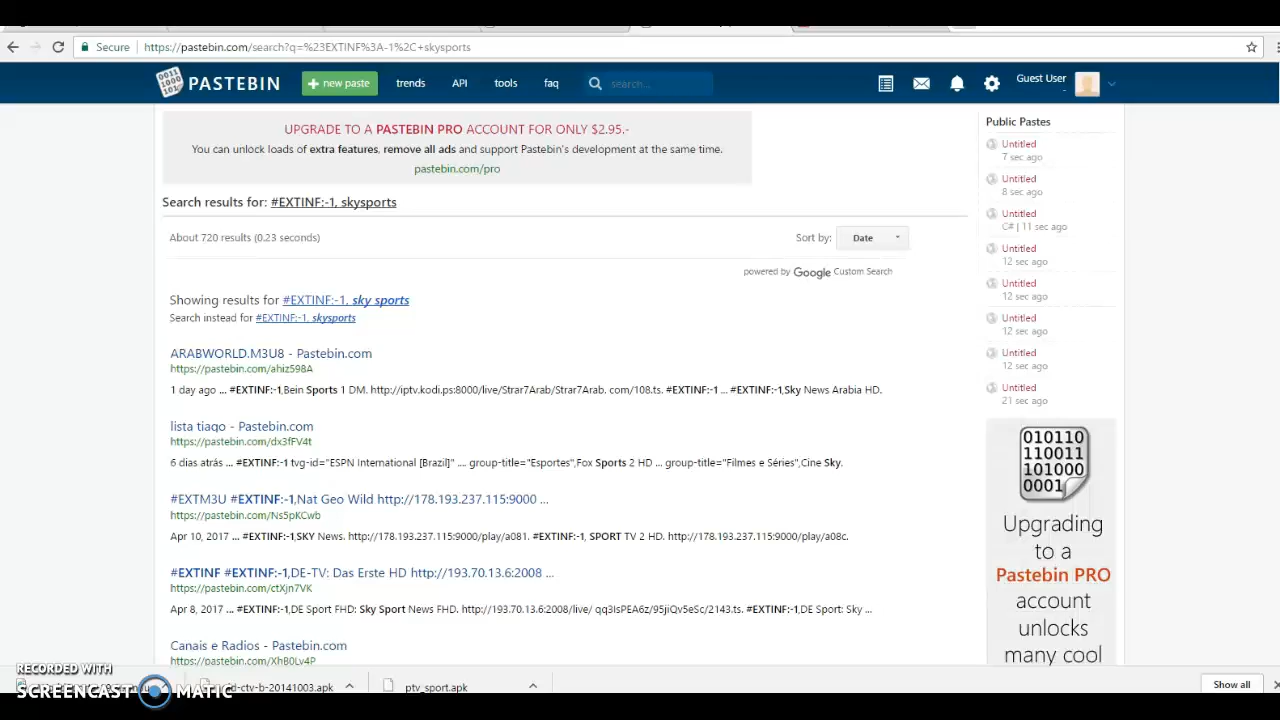 Secure https://pastebin.com/search?q=%23EXTINF%3A-1%2C+skysports
PASTEBIN
+ new paste
trends
API
tools
faq
search...
Guest User
-
UPGRADE TO A PASTEBIN PRO ACCOUNT FOR ONLY $2.95.-
You can unlock loads of extra features, remove all ads and support Pastebin's development at the same time.
pastebin.com/pro
Search results for: #EXTINF:-1, skysports
About 720 results (0.23 seconds)
Sort by:
Date
powered by Google Custom Search
Showing results for #EXTINF:-1, sky sports
Search instead for #EXTINF:-1, skysports
ARABWORLD.M3U8 - Pastebin.com
https://pastebin.com/ahiz598A
1 day ago ... #EXTINF:-1,Bein Sports 1 DM. http://iptv.kodi.ps:8000/live/Strar7Arab/Strar7Arab. com/108.ts. #EXTINF:-1 ... #EXTINF:-1,Sky News Arabia HD.
lista tiago - Pastebin.com
https://pastebin.com/dx3fFV4t
6 dias atrás ... #EXTINF:-1 tvg-id="ESPN International [Brazil]" .... group-title="Esportes",Fox Sports 2 HD ... group-title="Filmes e Séries",Cine Sky.
#EXTM3U #EXTINF:-1,Nat Geo Wild http://178.193.237.115:9000 ...
https://pastebin.com/Ns5pKCwb
Apr 10, 2017 ... #EXTINF:-1,SKY News. http://178.193.237.115:9000/play/a081. #EXTINF:-1, SPORT TV 2 HD. http://178.193.237.115:9000/play/a08c.
#EXTINF #EXTINF:-1,DE-TV: Das Erste HD http://193.70.13.6:2008 ...
https://pastebin.com/ctXjn7VK
Apr 8, 2017 ... #EXTINF:-1,DE Sport FHD: Sky Sport News FHD. http://193.70.13.6:2008/live/ qq3IsPEA6z/95jiQv5eSc/2143.ts. #EXTINF:-1,DE Sport: Sky ...
Canais e Radios - Pastebin.com
https://pastebin.com/XhB0Lv4P
Public Pastes
Untitled
7 sec ago
Untitled
8 sec ago
Untitled
C# | 11 sec ago
Untitled
12 sec ago
Untitled
12 sec ago
Untitled
12 sec ago
Untitled
12 sec ago
Untitled
21 sec ago
010110
110011
101000
0001
Upgrading
to a
Pastebin PRO
account
unlocks
many cool
RECORDED WITH
SCREENCAST MATIC
d-ctv-b-20141003.apk
ptv_sport.apk
Show all